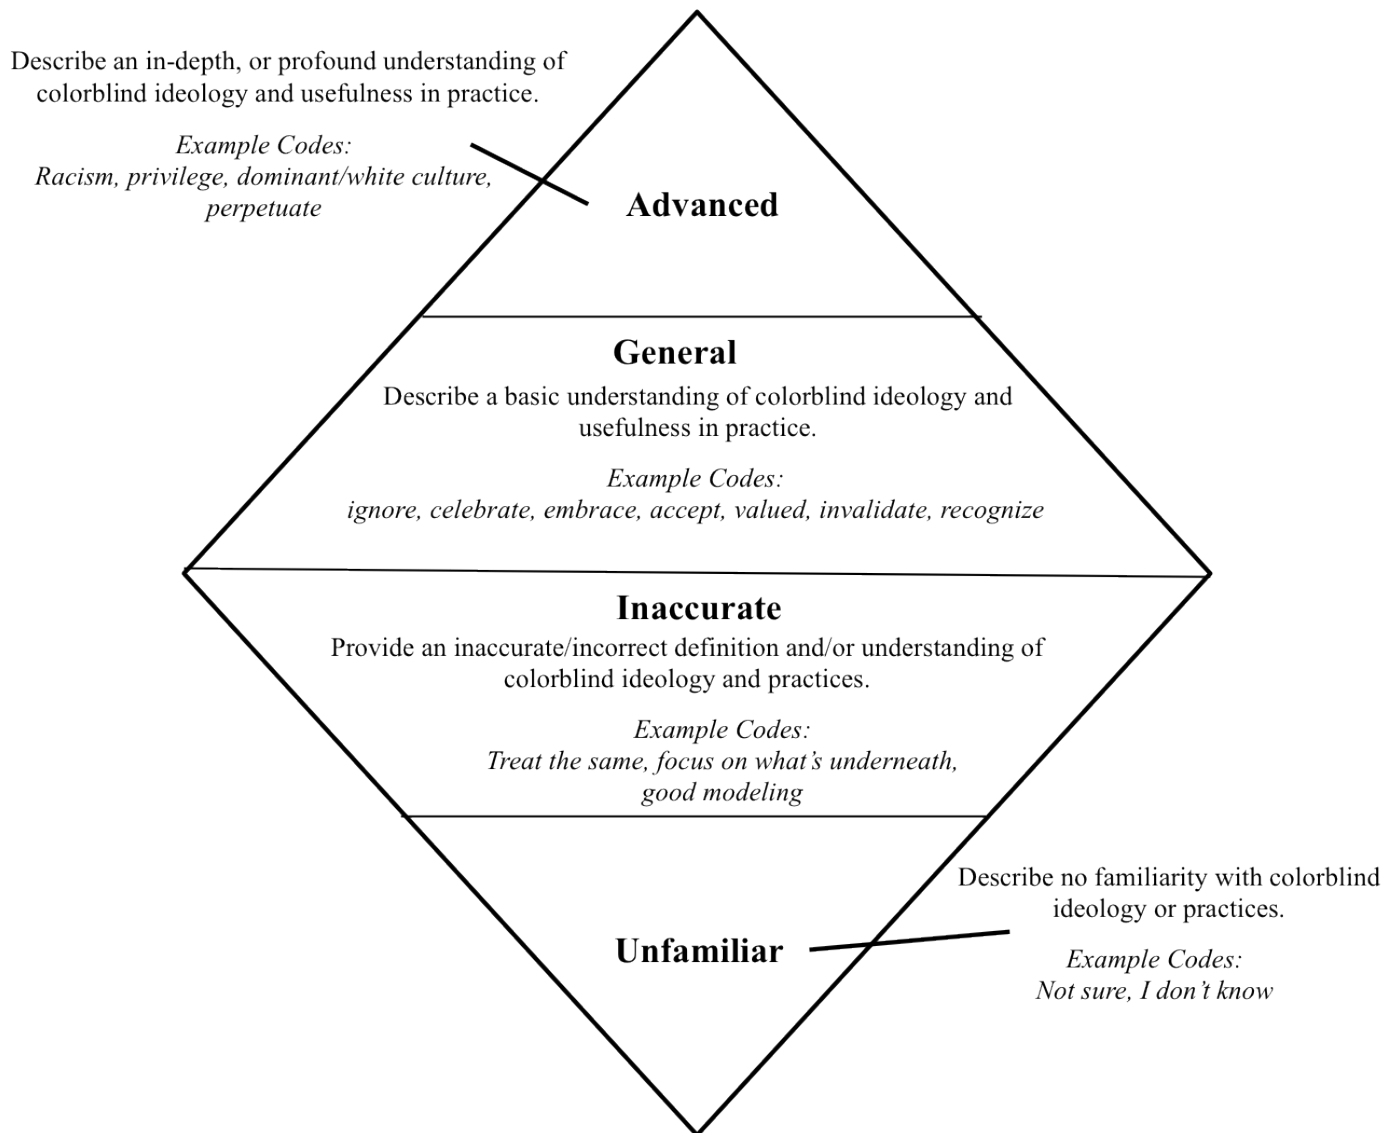 Describe an in-depth, or profound understanding of
colorblind ideology and usefulness in practice.
Example Codes:
Racism, privilege, dominant/white culture,
perpetuate
Advanced
General
Describe a basic understanding of colorblind ideology and
usefulness in practice.
Example Codes:
ignore, celebrate, embrace, accept, valued, invalidate, recognize
Inaccurate
Provide an inaccurate/incorrect definition and/or understanding of
colorblind ideology and practices.
Example Codes:
Treat the same, focus on what’s underneath,
good modeling
Unfamiliar
Describe no familiarity with colorblind
ideology or practices.
Example Codes:
Not sure, I don’t know